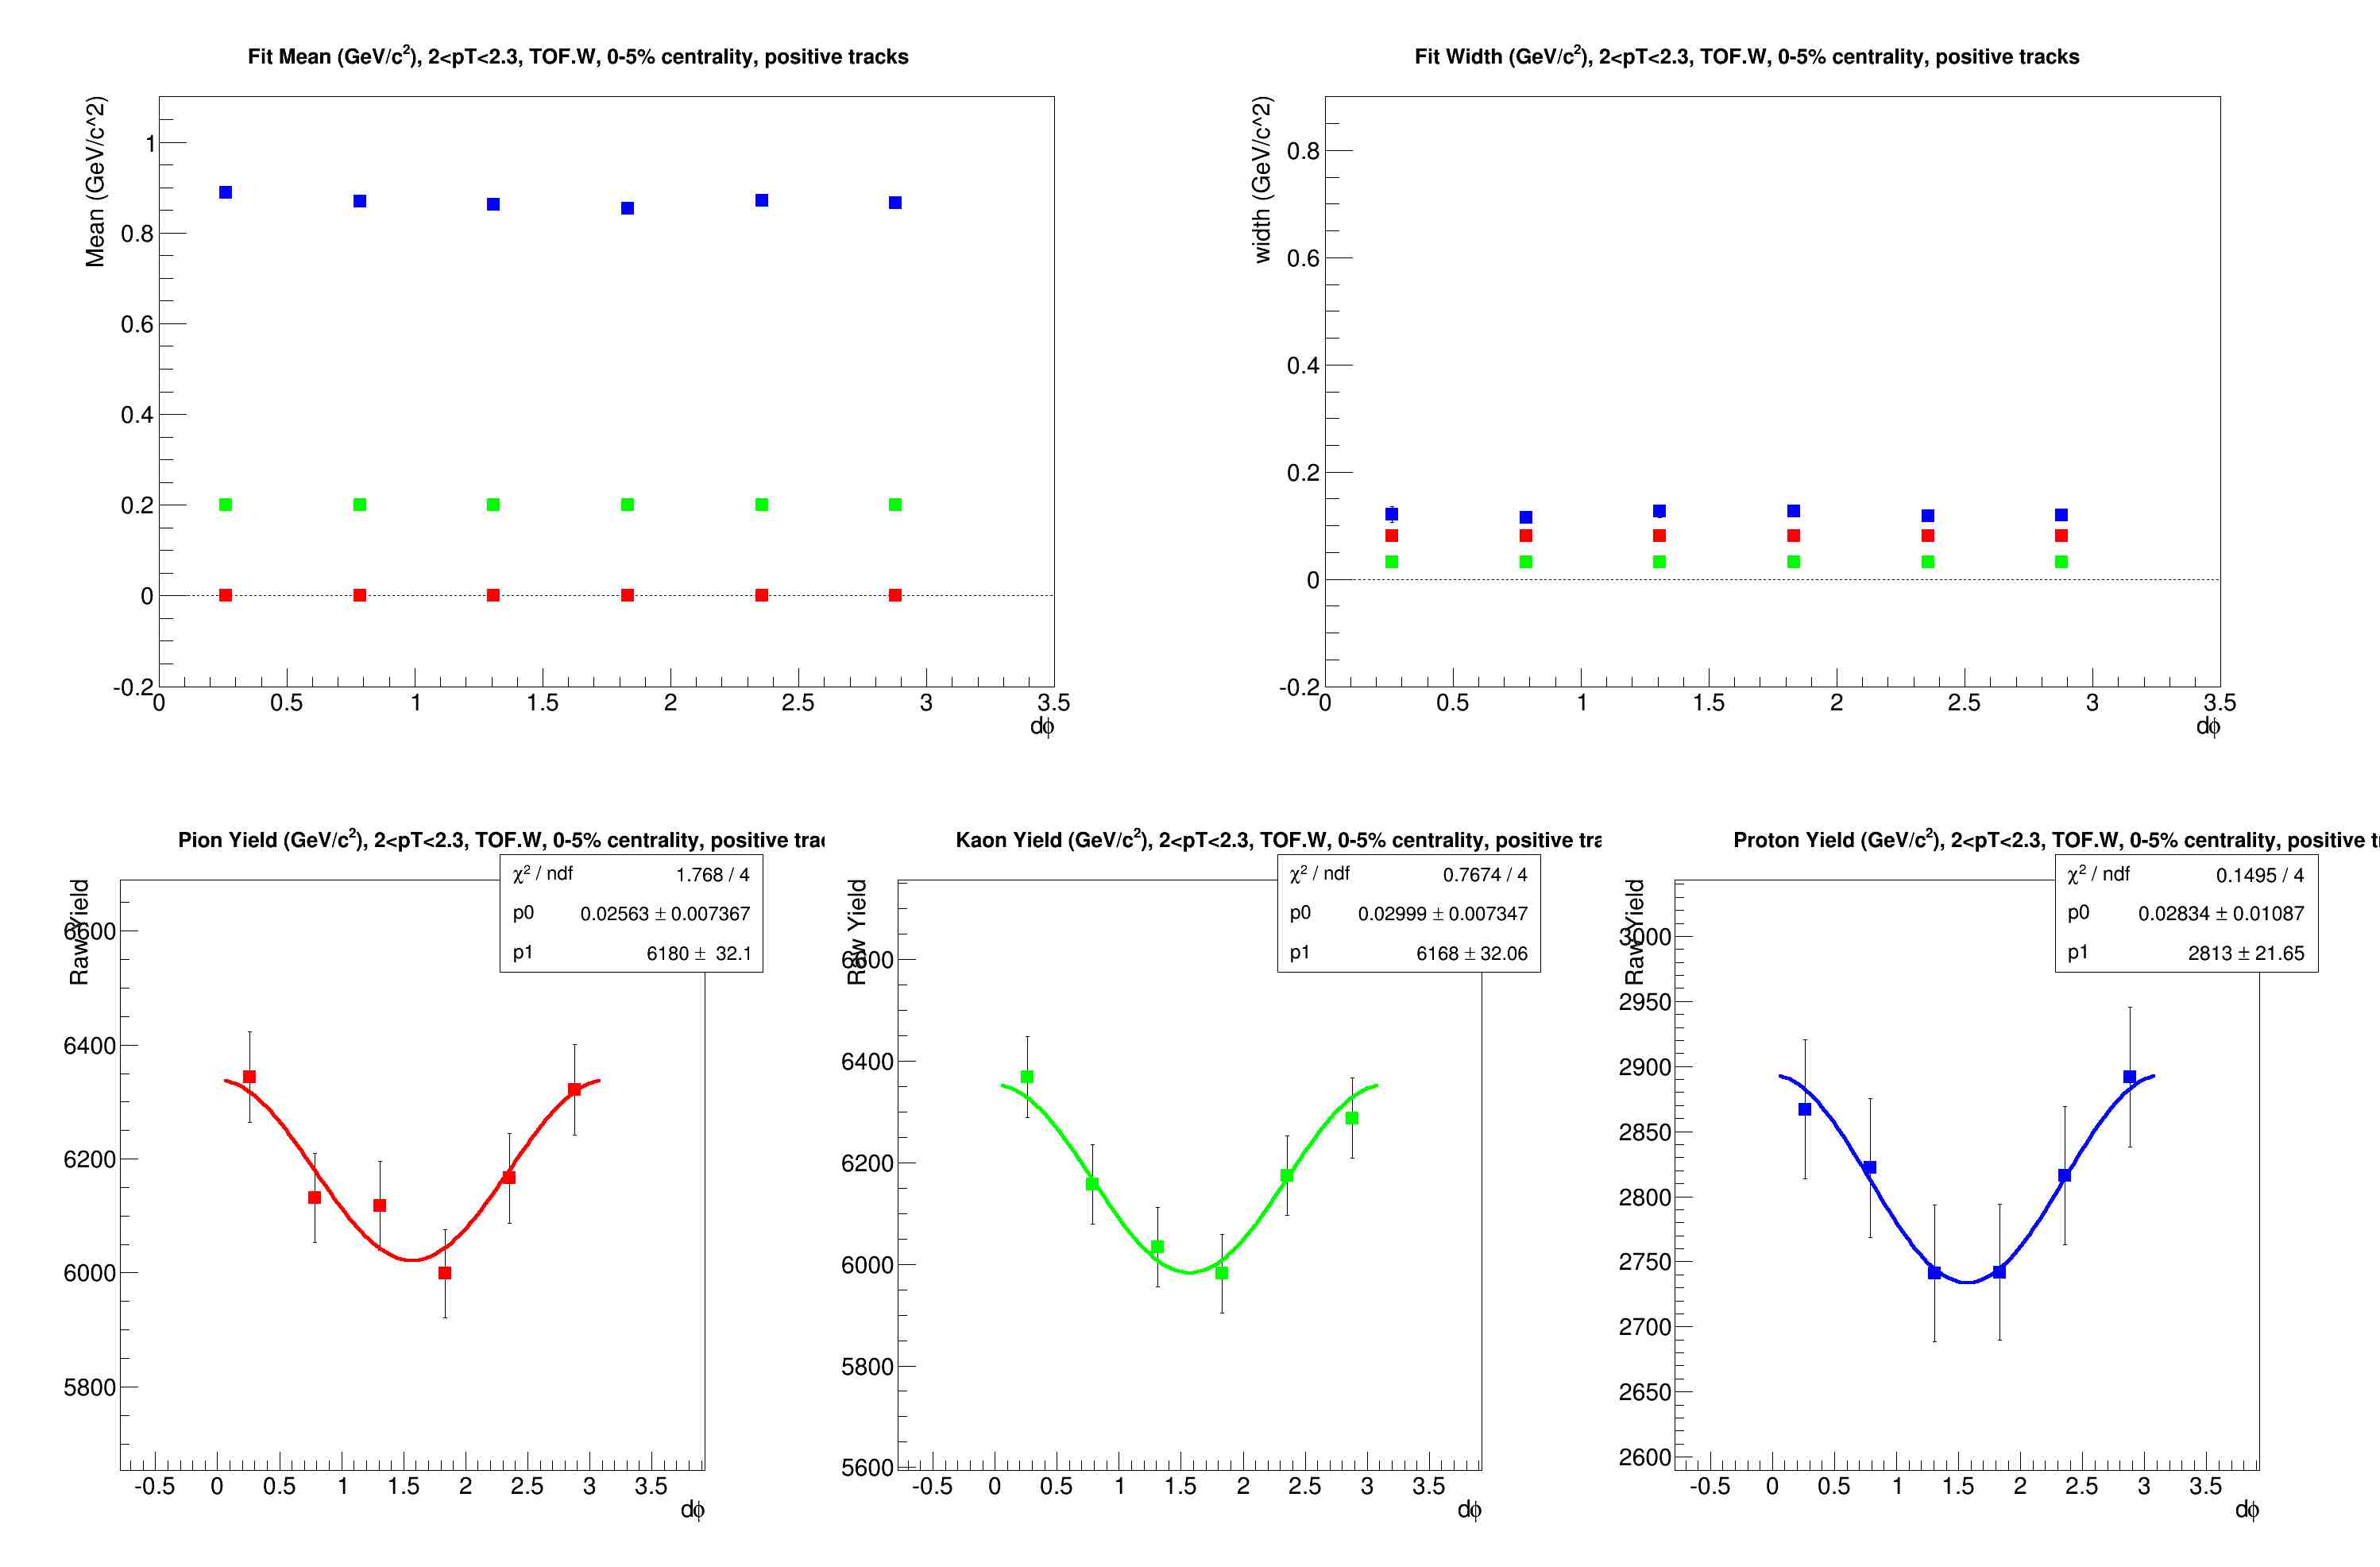 Fit Mean (GeV/c²), 2<pT<2.3, TOF.W, 0-5% centrality, positive tracks
Mean (GeV/c^2)
1
0.8
0.6
0.4
0.2
0
-0.2
0 0.5 1 1.5 2 2.5 3 3.5
dϕ
Fit Width (GeV/c²), 2<pT<2.3, TOF.W, 0-5% centrality, positive tracks
width (GeV/c^2)
0.8
0.6
0.4
0.2
0
-0.2
0 0.5 1 1.5 2 2.5 3 3.5
dϕ
Pion Yield (GeV/c²), 2<pT<2.3, TOF.W, 0-5% centrality, positive trac
χ² / ndf 1.768 / 4
p0 0.02563 ± 0.007367
p1 6180 ± 32.1
Raw Yield
6600
6400
6200
6000
5800
-0.5 0 0.5 1 1.5 2 2.5 3 3.5
dϕ
Kaon Yield (GeV/c²), 2<pT<2.3, TOF.W, 0-5% centrality, positive tra
χ² / ndf 0.7674 / 4
p0 0.02999 ± 0.007347
p1 6168 ± 32.06
Raw Yield
6600
6400
6200
6000
5800
5600
-0.5 0 0.5 1 1.5 2 2.5 3 3.5
dϕ
Proton Yield (GeV/c²), 2<pT<2.3, TOF.W, 0-5% centrality, positive t
χ² / ndf 0.1495 / 4
p0 0.02834 ± 0.01087
p1 2813 ± 21.65
Raw Yield
3000
2950
2900
2850
2800
2750
2700
2650
2600
-0.5 0 0.5 1 1.5 2 2.5 3 3.5
dϕ